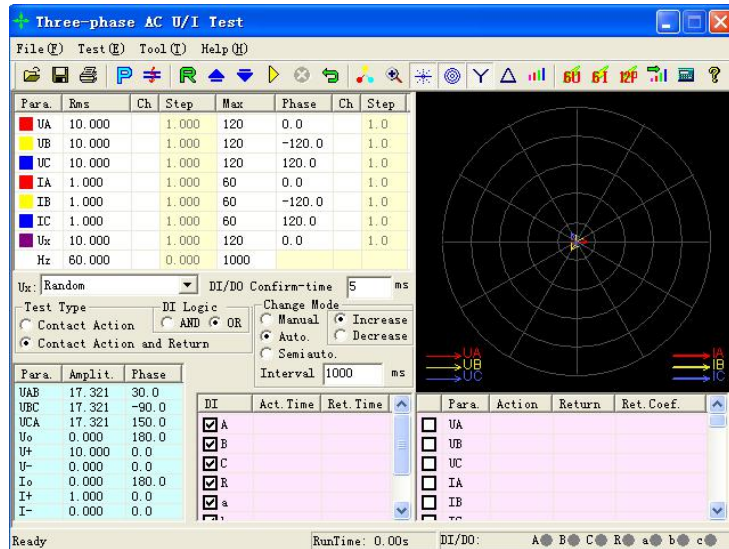 Three-phase AC U/I Test
File(F) Test(E) Tool(T) Help(H)
P R 6U 6I 12P ?
Para. Rms Ch Step Max Phase Ch Step
UA 10.000 1.000 120 0.0 1.0
UB 10.000 1.000 120 -120.0 1.0
UC 10.000 1.000 120 120.0 1.0
IA 1.000 1.000 60 0.0 1.0
IB 1.000 1.000 60 -120.0 1.0
IC 1.000 1.000 60 120.0 1.0
Ux 10.000 1.000 120 0.0 1.0
Hz 60.000 0.000 1000
Ux: Random DI/DO Confirm-time 5 ms
Test Type DI Logic Change Mode
Contact Action AND OR Manual Increase
Auto. Decrease
Contact Action and Return Semiauto.
Interval 1000 ms
UA IA
UB IB
UC IC
Para. Amplit. Phase
UAB 17.321 30.0
UBC 17.321 -90.0
UCA 17.321 150.0
Uo 0.000 180.0
U+ 10.000 0.0
U- 0.000 0.0
Io 0.000 180.0
I+ 1.000 0.0
I- 0.000 0.0
DI Act.Time Ret.Time
A
B
C
R
a
Para. Action Return Ret.Coef.
UA
UB
UC
IA
IB
Ready RunTime: 0.00s DI/DO: A B C R a b c